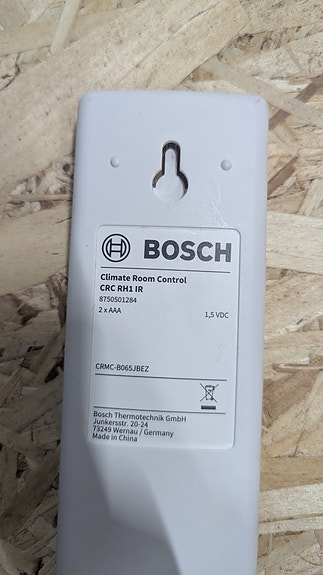 BOSCH
Climate Room Control
CRC RH1 IR
8750501284
2 x AAA 1,5 VDC
CRMC-B065JBEZ
Bosch Thermotechnik GmbH
Junkersstr. 20-24
73249 Wernau / Germany
Made in China